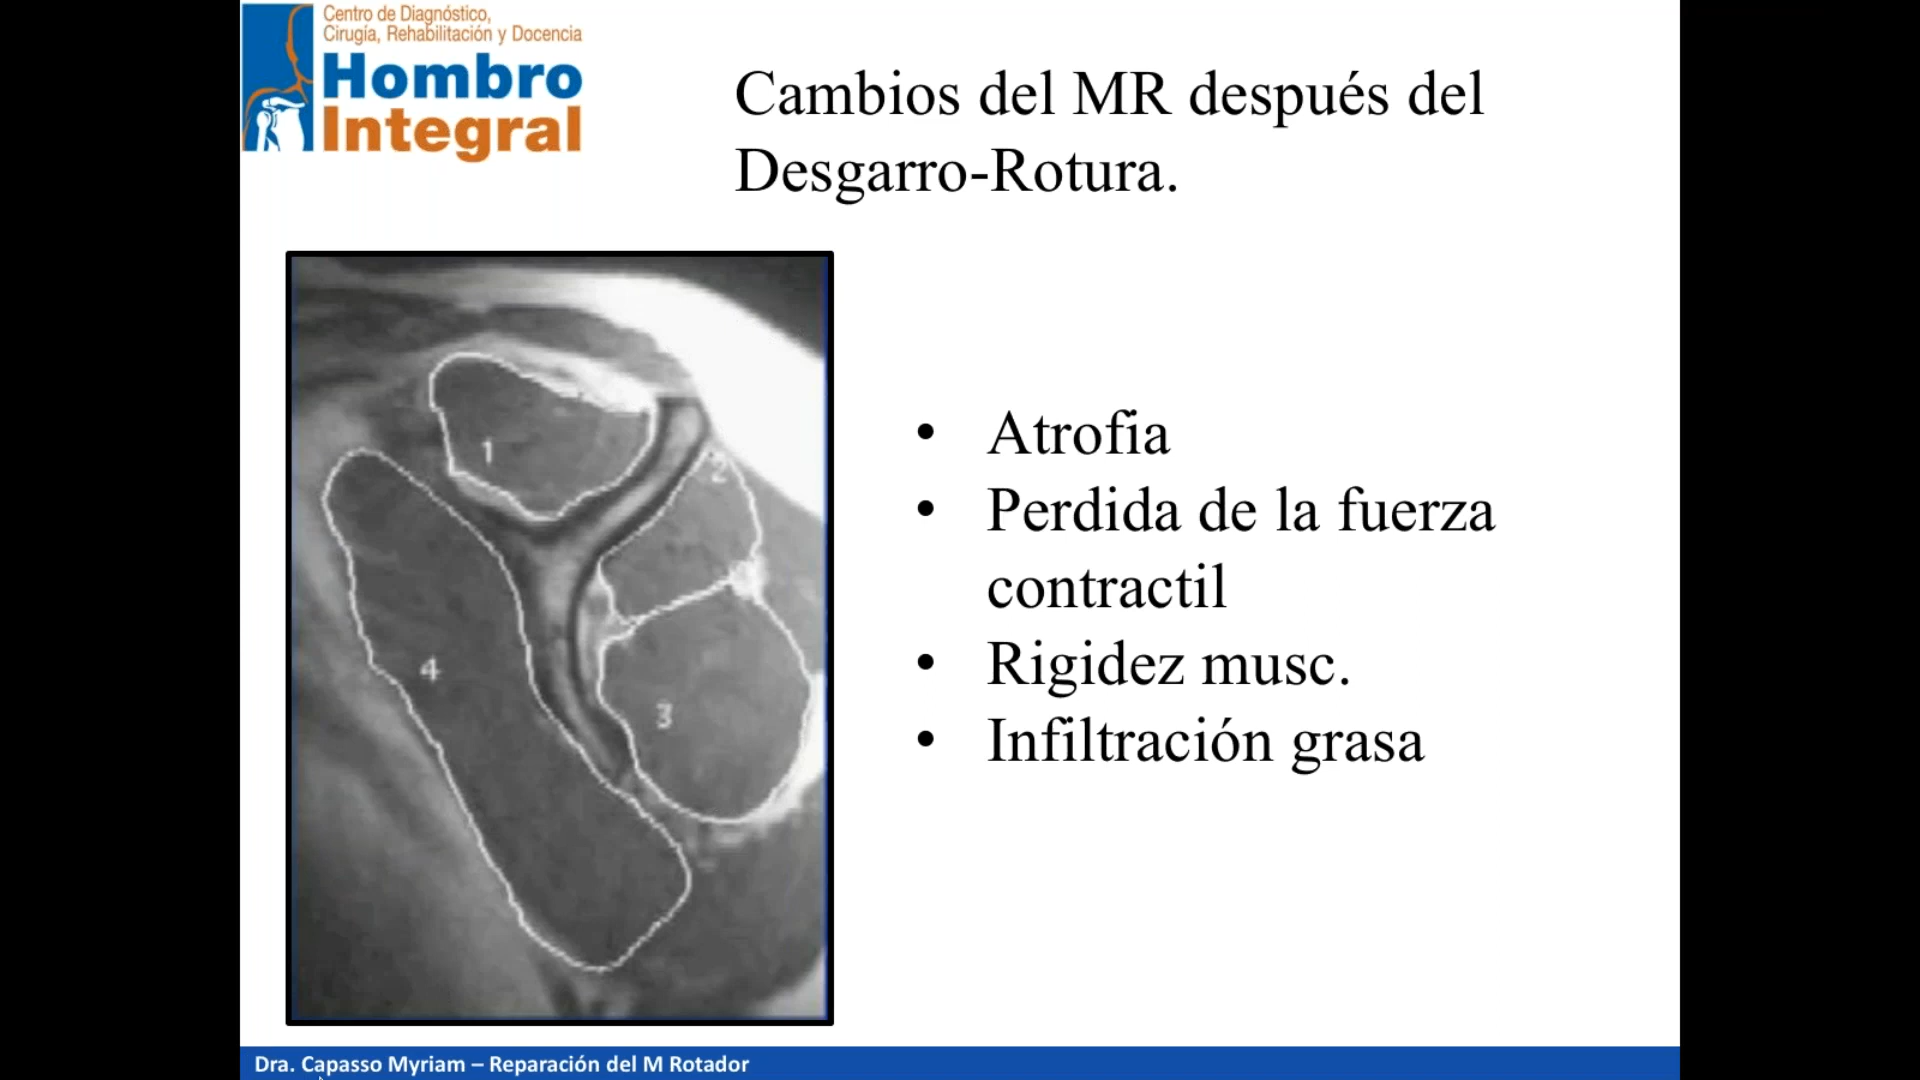 Centro de Diagnóstico,
Cirugía, Rehabilitación y Docencia
Hombro
Integral
Cambios del MR después del
Desgarro-Rotura.
1
2
3
4
• Atrofia
• Perdida de la fuerza
contractil
• Rigidez musc.
• Infiltración grasa
Dra. Capasso Myriam – Reparación del M Rotador